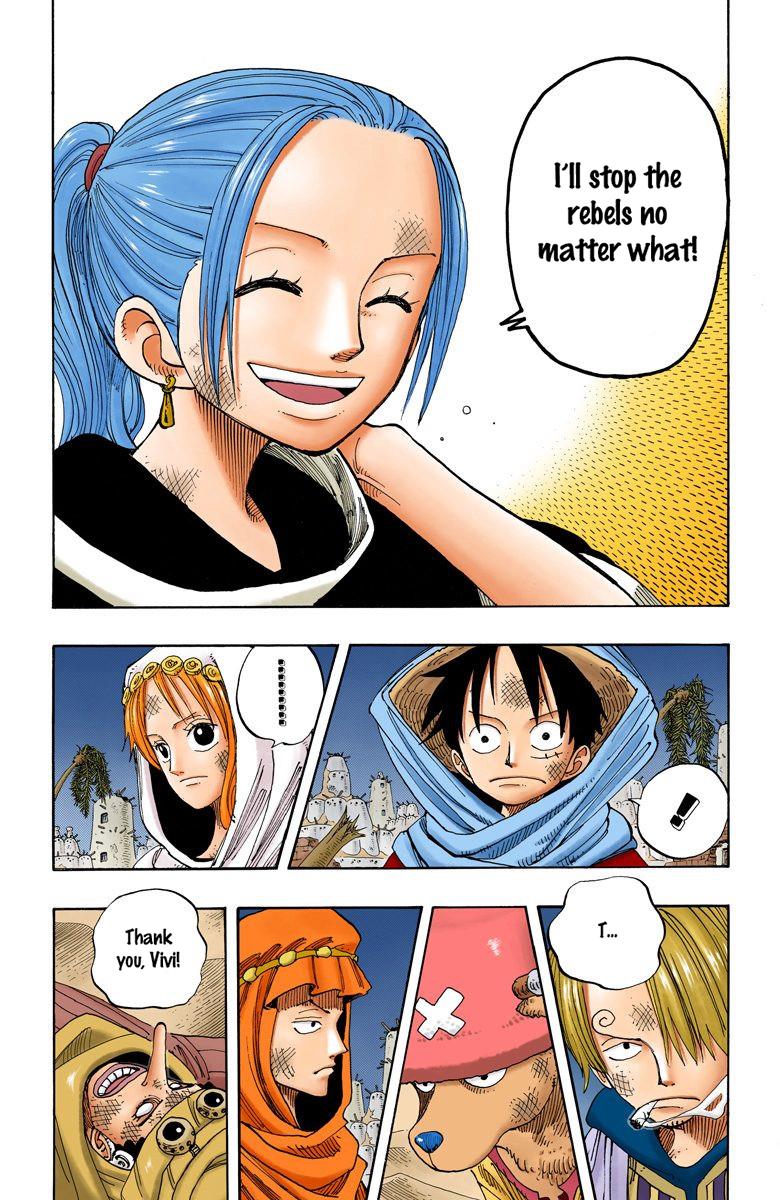 I'll stop the
rebels no
matter what!
!
T...
Thank
you, Vivi!